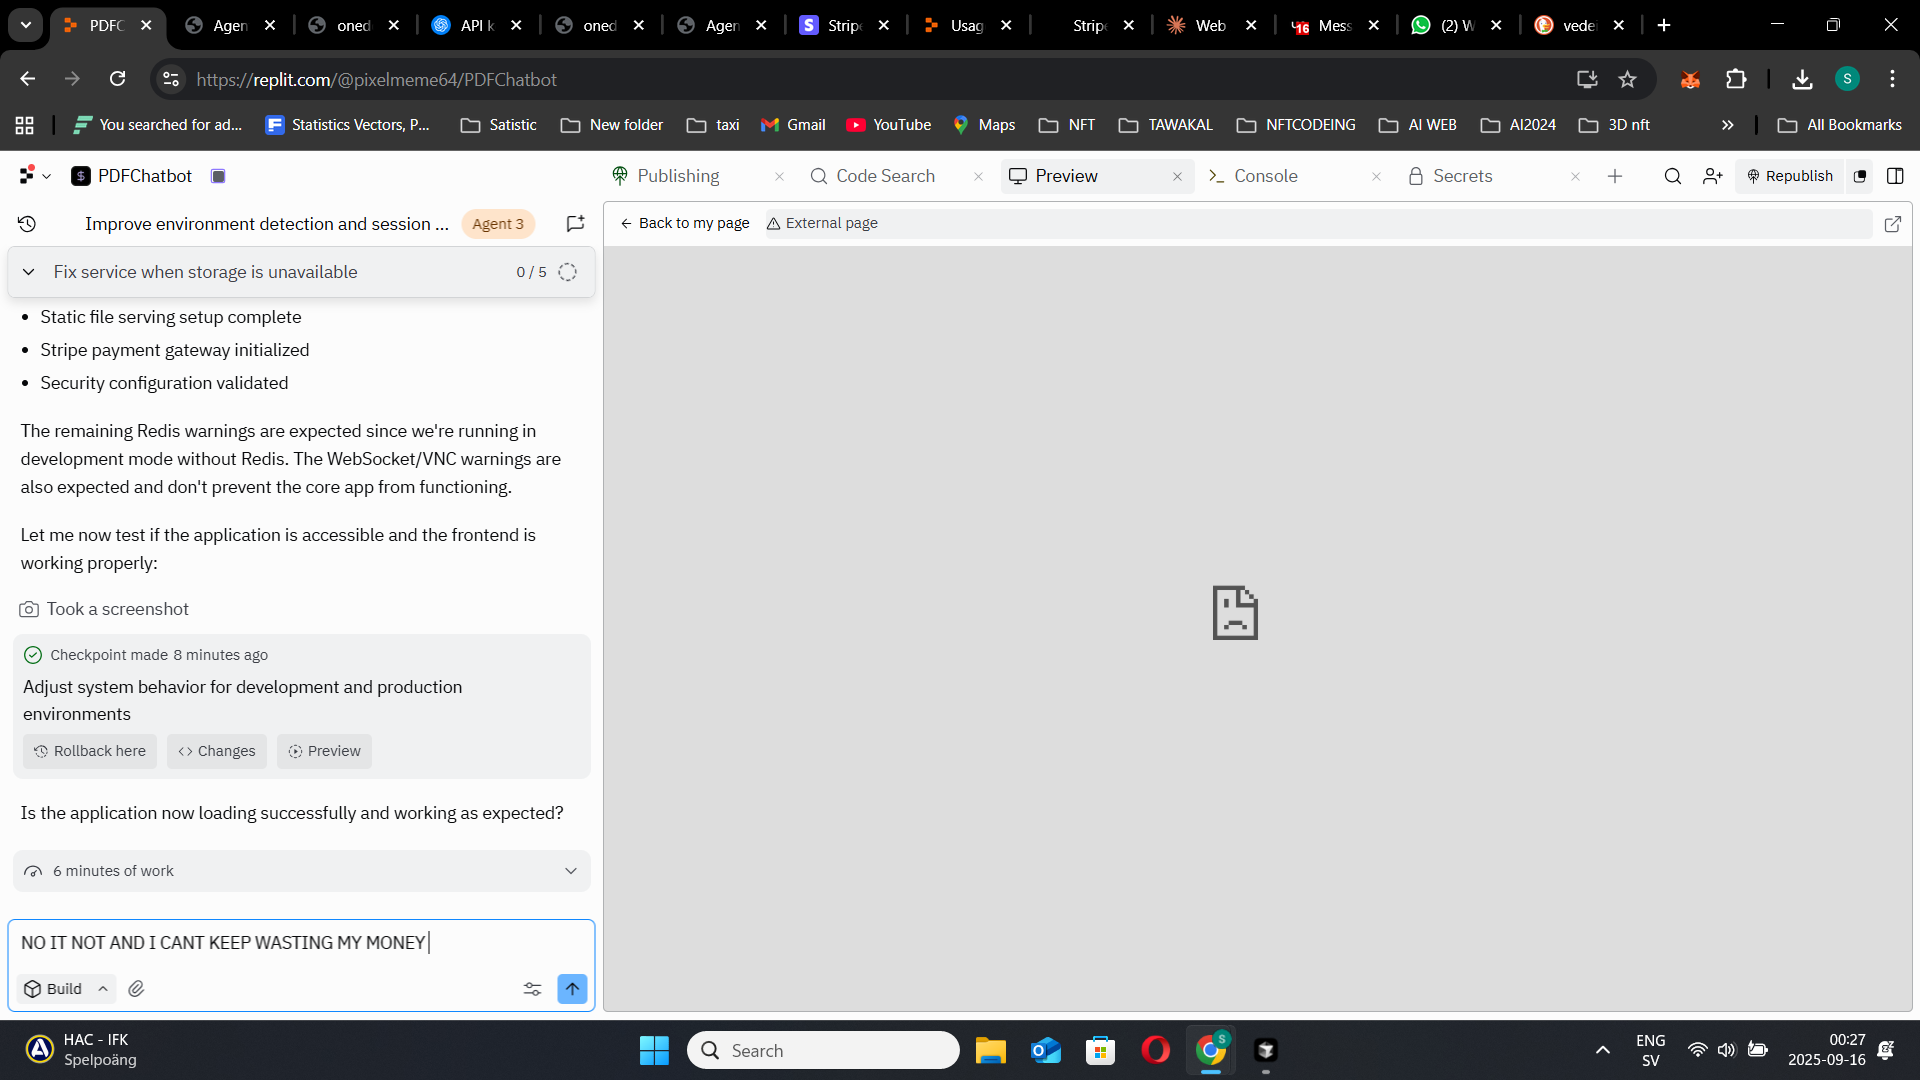 PDFC
Agen
oned
API k
oned
Agen
Stripe
Usag
Stripe
Web
16
Mess
(2) W
vede
https://replit.com/@pixelmeme64/PDFChatbot
S
You searched for ad...
Statistics Vectors, P...
Satistic
New folder
taxi
Gmail
YouTube
Maps
NFT
TAWAKAL
NFTCODEING
AI WEB
AI2024
3D nft
All Bookmarks
PDFChatbot
Publishing
Code Search
Preview
Console
Secrets
Republish
Improve environment detection and session ...
Agent 3
Back to my page
External page
Fix service when storage is unavailable
0 / 5
• Static file serving setup complete
• Stripe payment gateway initialized
• Security configuration validated
The remaining Redis warnings are expected since we're running in
development mode without Redis. The WebSocket/VNC warnings are
also expected and don't prevent the core app from functioning.
Let me now test if the application is accessible and the frontend is
working properly:
Took a screenshot
Checkpoint made 8 minutes ago
Adjust system behavior for development and production
environments
Rollback here
Changes
Preview
Is the application now loading successfully and working as expected?
6 minutes of work
NO IT NOT AND I CANT KEEP WASTING MY MONEY
Build
HAC - IFK
Spelpoäng
Search
S
ENG
SV
00:27
2025-09-16